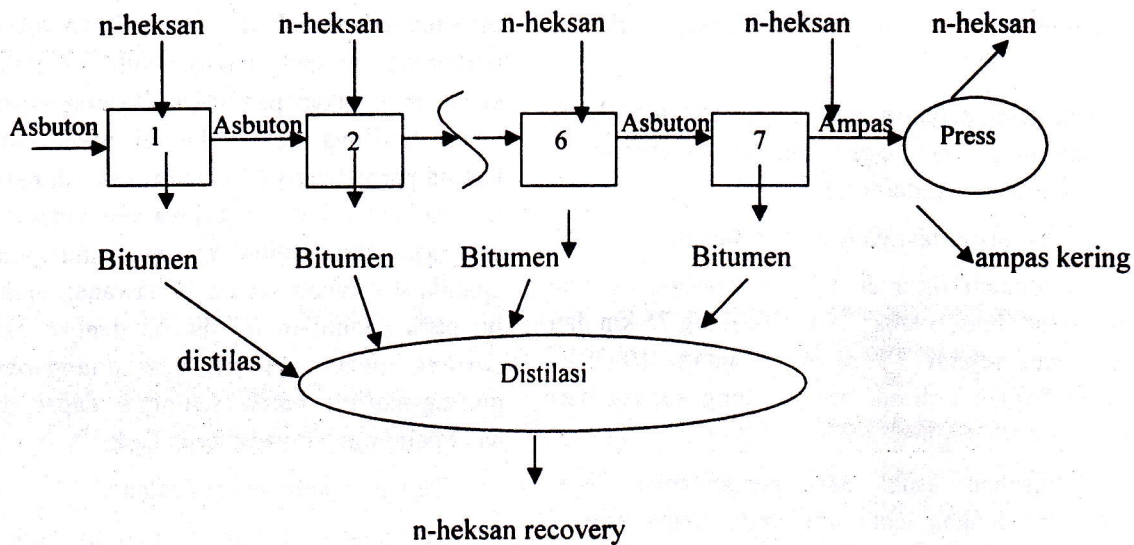 n-heksan n-heksan n-heksan n-heksan n-heksan
Asbuton 1 Asbuton 2 6 Asbuton 7 Ampas Press
Bitumen Bitumen Bitumen Bitumen ampas kering
distilas Distilasi
n-heksan recovery